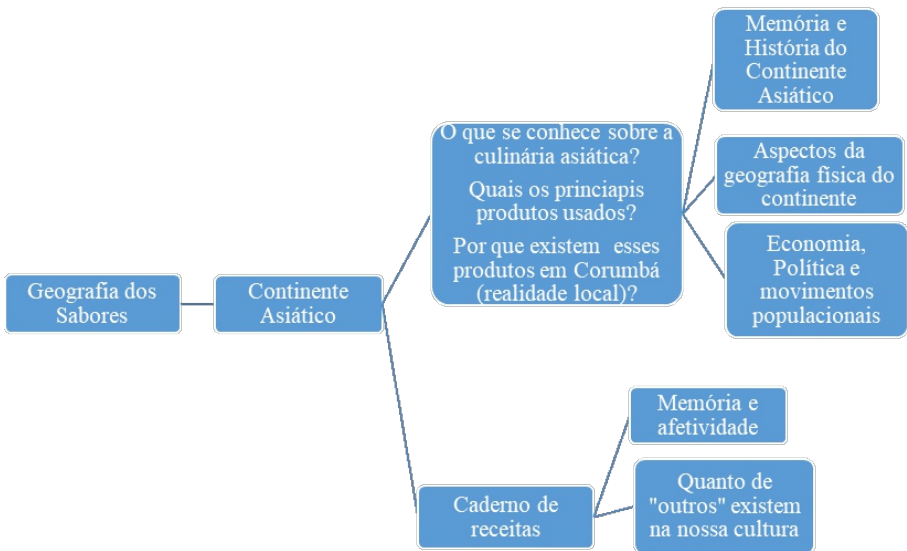 Geografia dos
Sabores
Continente
Asiático
O que se conhece sobre a
culinária asiática?
Quais os princiapis
produtos usados?
Por que existem esses
produtos em Corumbá
(realidade local)?
Memória e
História do
Continente
Asiático
Aspectos da
geografia física do
continente
Economia,
Política e
movimentos
populacionais
Caderno de
receitas
Memória e
afetividade
Quanto de
"outros" existem
na nossa cultura